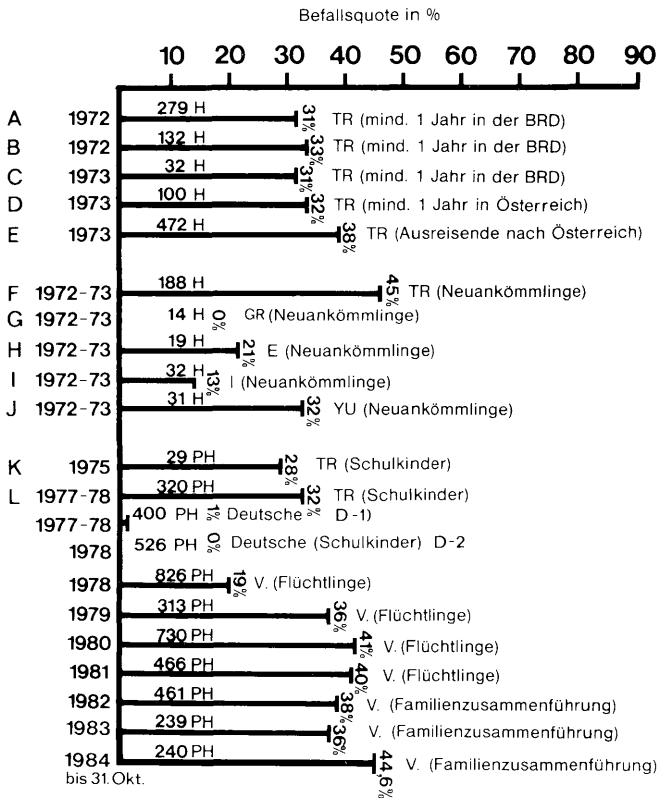 Befallsquote in %
10 20 30 40 50 60 70 80 90
A 1972 279 H 31% TR (mind. 1 Jahr in der BRD)
B 1972 132 H 33% TR (mind. 1 Jahr in der BRD)
C 1973 32 H 31% TR (mind. 1 Jahr in der BRD)
D 1973 100 H 32% TR (mind. 1 Jahr in Österreich)
E 1973 472 H 38% TR (Ausreisende nach Österreich)
F 1972-73 188 H 45% TR (Neuankömmlinge)
G 1972-73 14 H 0% GR (Neuankömmlinge)
H 1972-73 19 H 21% E (Neuankömmlinge)
I 1972-73 32 H 13% I (Neuankömmlinge)
J 1972-73 31 H 32% YU (Neuankömmlinge)
K 1975 29 PH 28% TR (Schulkinder)
L 1977-78 320 PH 32% TR (Schulkinder)
1977-78 400 PH 1% Deutsche D-1)
1978 526 PH 0% Deutsche (Schulkinder) D-2
1978 826 PH 19% V. (Flüchtlinge)
1979 313 PH 36% V. (Flüchtlinge)
1980 730 PH 41% V. (Flüchtlinge)
1981 466 PH 40% V. (Flüchtlinge)
1982 461 PH 38% V. (Familienzusammenführung)
1983 239 PH 36% V. (Familienzusammenführung)
1984 240 PH 44,6% V. (Familienzusammenführung)
bis 31. Okt.